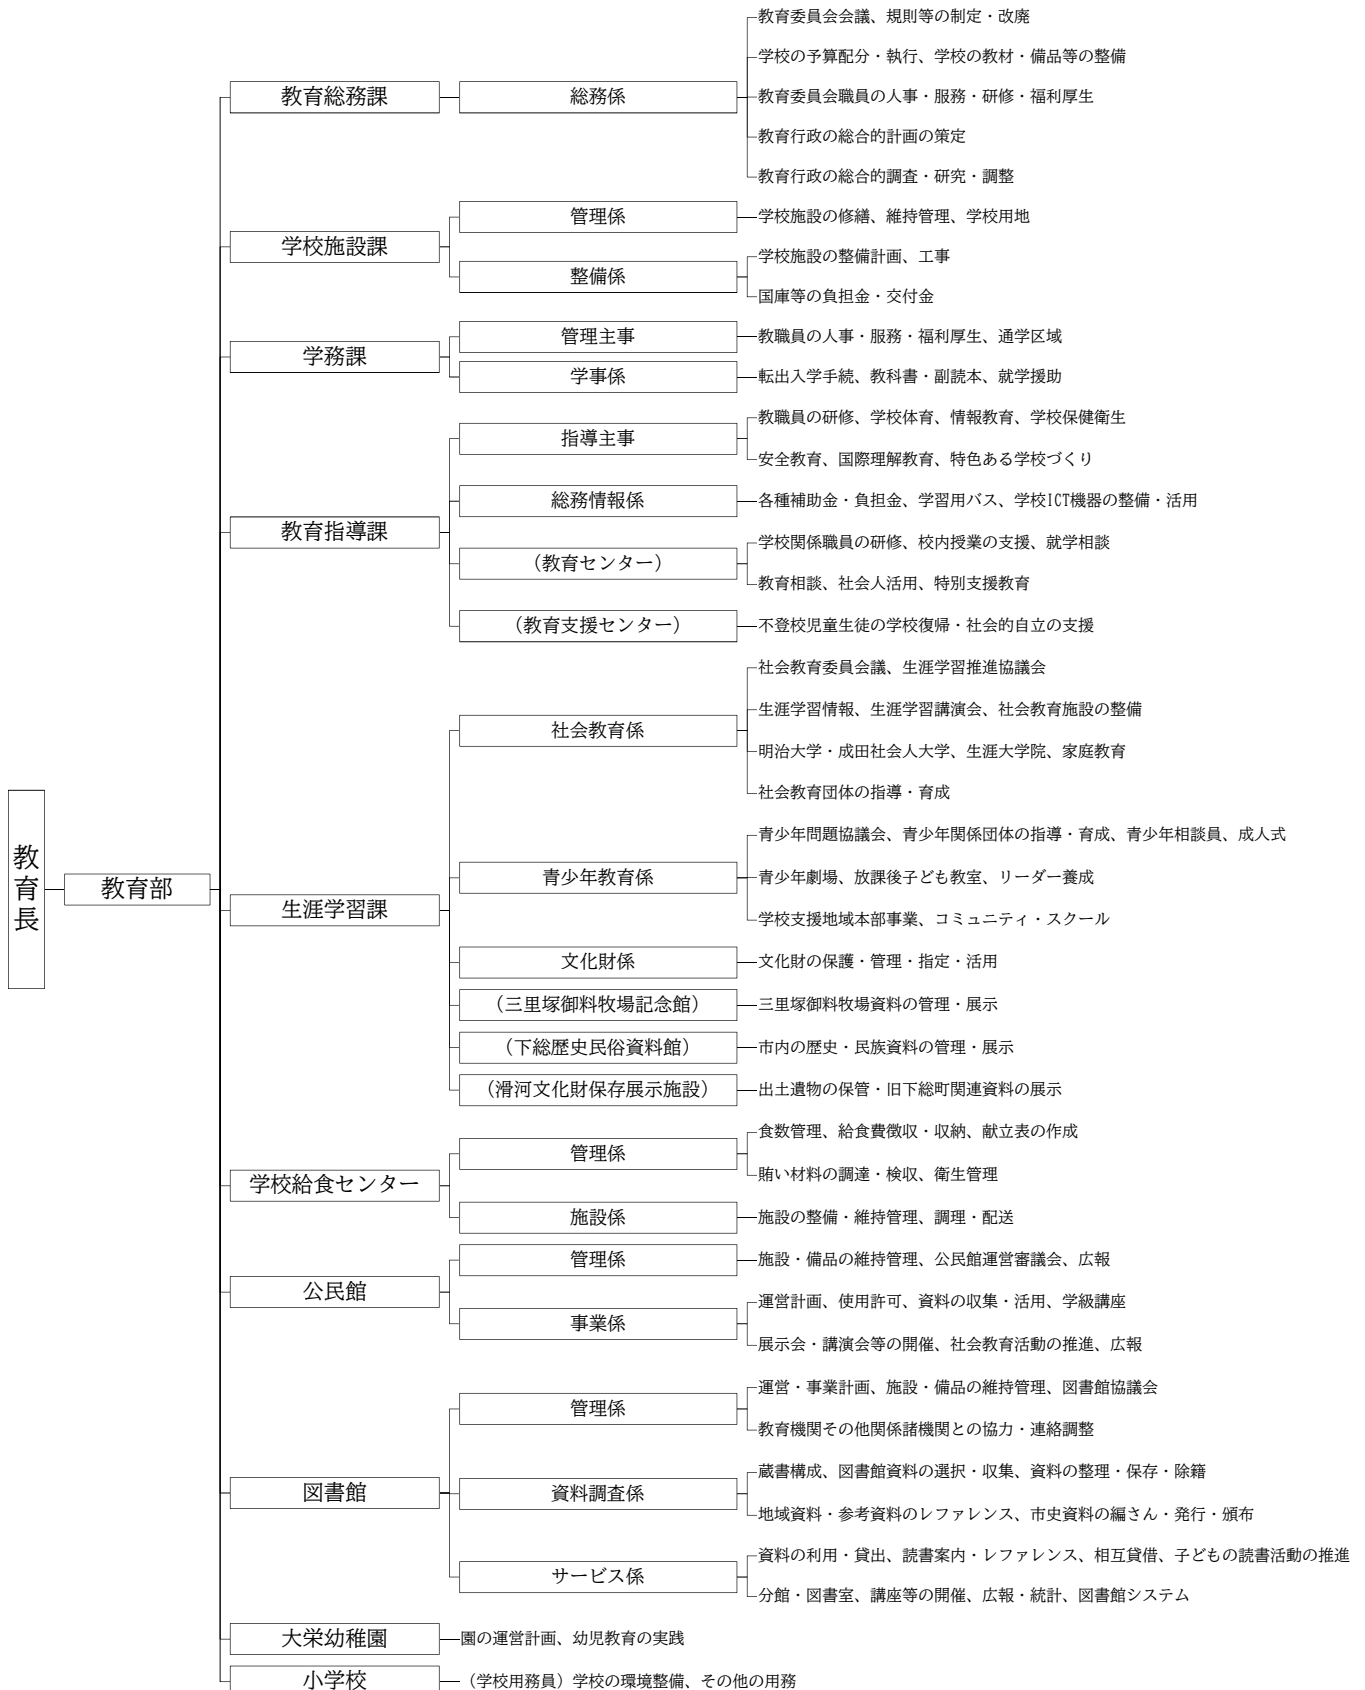 教育長
教育部
教育総務課
総務係
教育委員会会議、規則等の制定・改廃
学校の予算配分・執行、学校の教材・備品等の整備
教育委員会職員の人事・服務・研修・福利厚生
教育行政の総合的計画の策定
教育行政の総合的調査・研究・調整
学校施設課
管理係
学校施設の修繕、維持管理、学校用地
整備係
学校施設の整備計画、工事
国庫等の負担金・交付金
学務課
管理主事
教職員の人事・服務・福利厚生、通学区域
学事係
転出入学手続、教科書・副読本、就学援助
教育指導課
指導主事
教職員の研修、学校体育、情報教育、学校保健衛生
安全教育、国際理解教育、特色ある学校づくり
総務情報係
各種補助金・負担金、学習用バス、学校ICT機器の整備・活用
（教育センター）
学校関係職員の研修、校内授業の支援、就学相談
教育相談、社会人活用、特別支援教育
（教育支援センター）
不登校児童生徒の学校復帰・社会的自立の支援
生涯学習課
社会教育係
社会教育委員会議、生涯学習推進協議会
生涯学習情報、生涯学習講演会、社会教育施設の整備
明治大学・成田社会人大学、生涯大学院、家庭教育
社会教育団体の指導・育成
青少年教育係
青少年問題協議会、青少年関係団体の指導・育成、青少年相談員、成人式
青少年劇場、放課後子ども教室、リーダー養成
学校支援地域本部事業、コミュニティ・スクール
文化財係
文化財の保護・管理・指定・活用
（三里塚御料牧場記念館）
三里塚御料牧場資料の管理・展示
（下総歴史民俗資料館）
市内の歴史・民族資料の管理・展示
（滑河文化財保存展示施設）
出土遺物の保管・旧下総町関連資料の展示
学校給食センター
管理係
食数管理、給食費徴収・収納、献立表の作成
賄い材料の調達・検収、衛生管理
施設係
施設の整備・維持管理、調理・配送
公民館
管理係
施設・備品の維持管理、公民館運営審議会、広報
事業係
運営計画、使用許可、資料の収集・活用、学級講座
展示会・講演会等の開催、社会教育活動の推進、広報
図書館
管理係
運営・事業計画、施設・備品の維持管理、図書館協議会
教育機関その他関係諸機関との協力・連絡調整
資料調査係
蔵書構成、図書館資料の選択・収集、資料の整理・保存・除籍
地域資料・参考資料のレファレンス、市史資料の編さん・発行・頒布
サービス係
資料の利用・貸出、読書案内・レファレンス、相互貸借、子どもの読書活動の推進
分館・図書室、講座等の開催、広報・統計、図書館システム
大栄幼稚園
園の運営計画、幼児教育の実践
小学校
（学校用務員）学校の環境整備、その他の用務